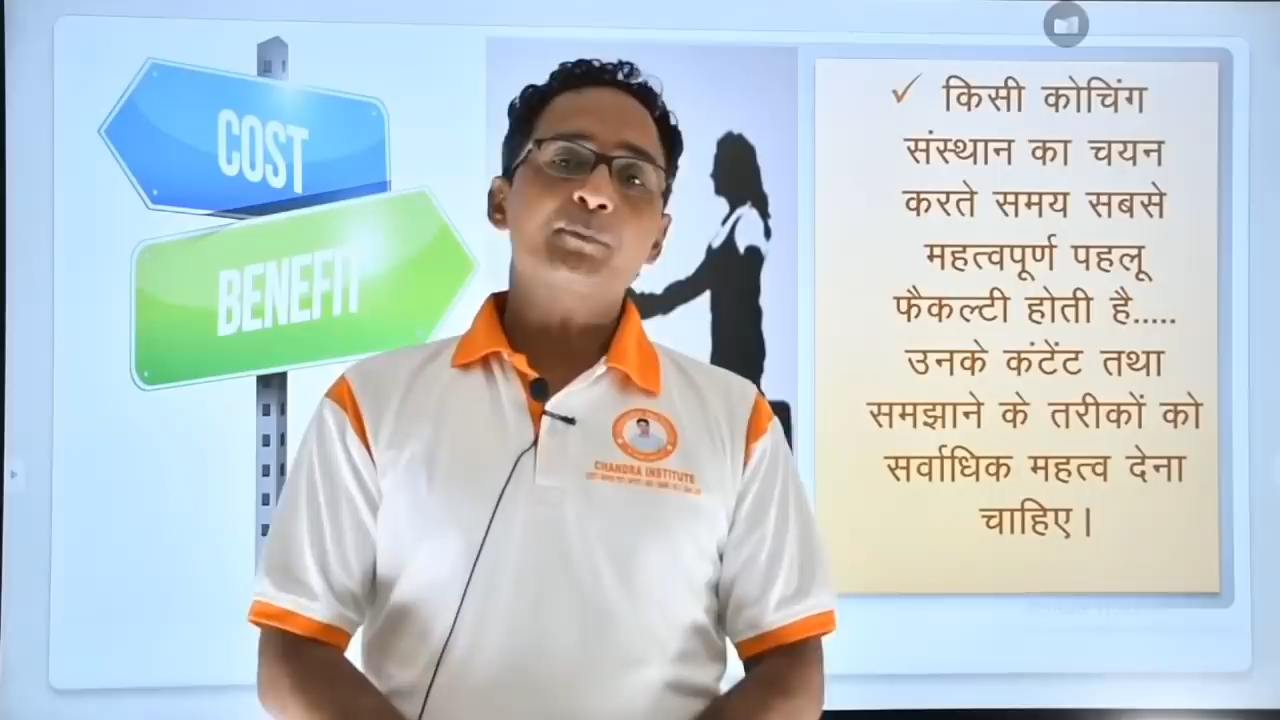 COST
BENEFIT
✓ किसी कोचिंग
संस्थान का चयन
करते समय सबसे
महत्वपूर्ण पहलू
फैकल्टी होती है.....
उनके कंटेंट तथा
समझाने के तरीकों को
सर्वाधिक महत्व देना
चाहिए।
CHANDRA INSTITUTE